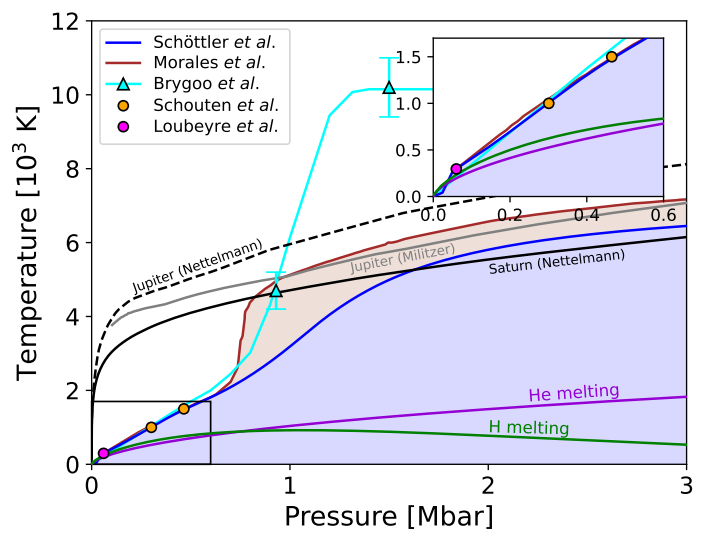 Schöttler et al.
Morales et al.
Brygoo et al.
Schouten et al.
Loubeyre et al.
12
10
8
6
4
2
0
Temperature [10³ K]
0
1
2
3
Pressure [Mbar]
1.5
1.0
0.5
0.0
0.0
0.2
0.4
0.6
Jupiter (Nettelmann)
Jupiter (Militzer)
Saturn (Nettelmann)
He melting
H melting